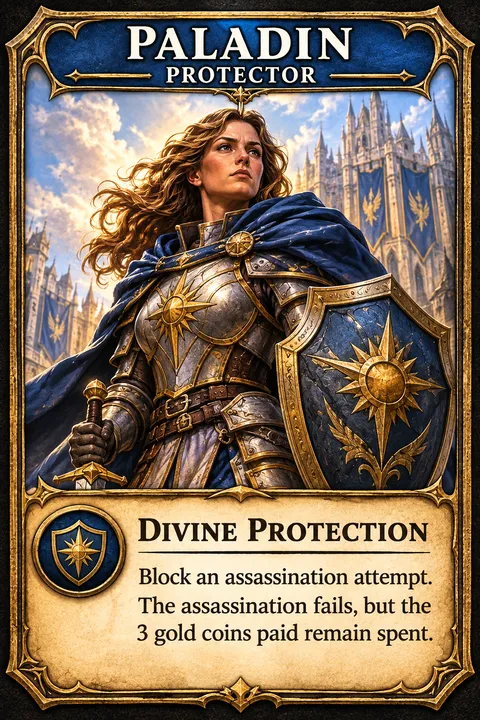 PALADIN
PROTECTOR
DIVINE PROTECTION
Block an assassination attempt.
The assassination fails, but the
3 gold coins paid remain spent.